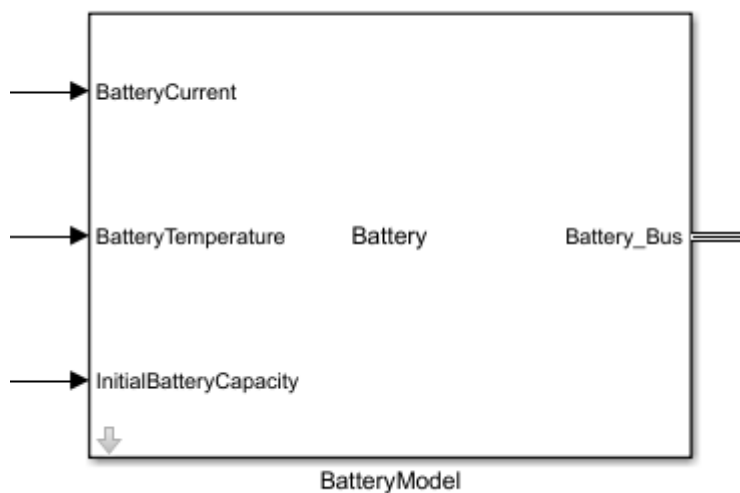 BatteryCurrent
BatteryTemperature
Battery
Battery_Bus
InitialBatteryCapacity
BatteryModel